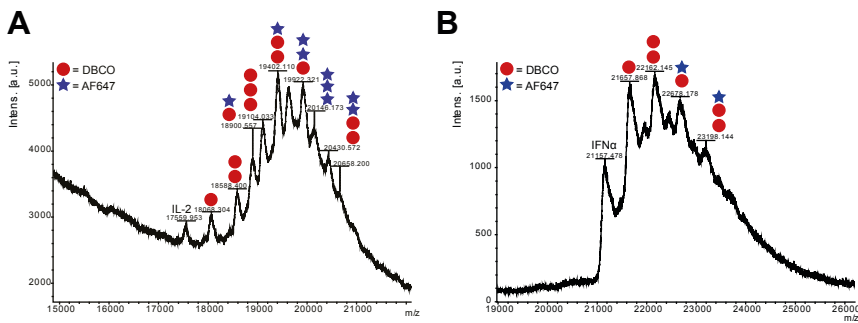 A
= DBCO
= AF647
Intens. [a.u.]
5000
4000
3000
2000
IL-2
17559.953
18068.304
18588.400
18900.557
19104.033
19402.110
19922.321
20146.173
20430.572
20658.200
15000 16000 17000 18000 19000 20000 21000
m/z
B
= DBCO
= AF647
Intens. [a.u.]
1500
1000
500
0
IFNα
21157.478
21657.868
22162.145
22678.178
23198.144
19000 20000 21000 22000 23000 24000 25000 26000
m/z